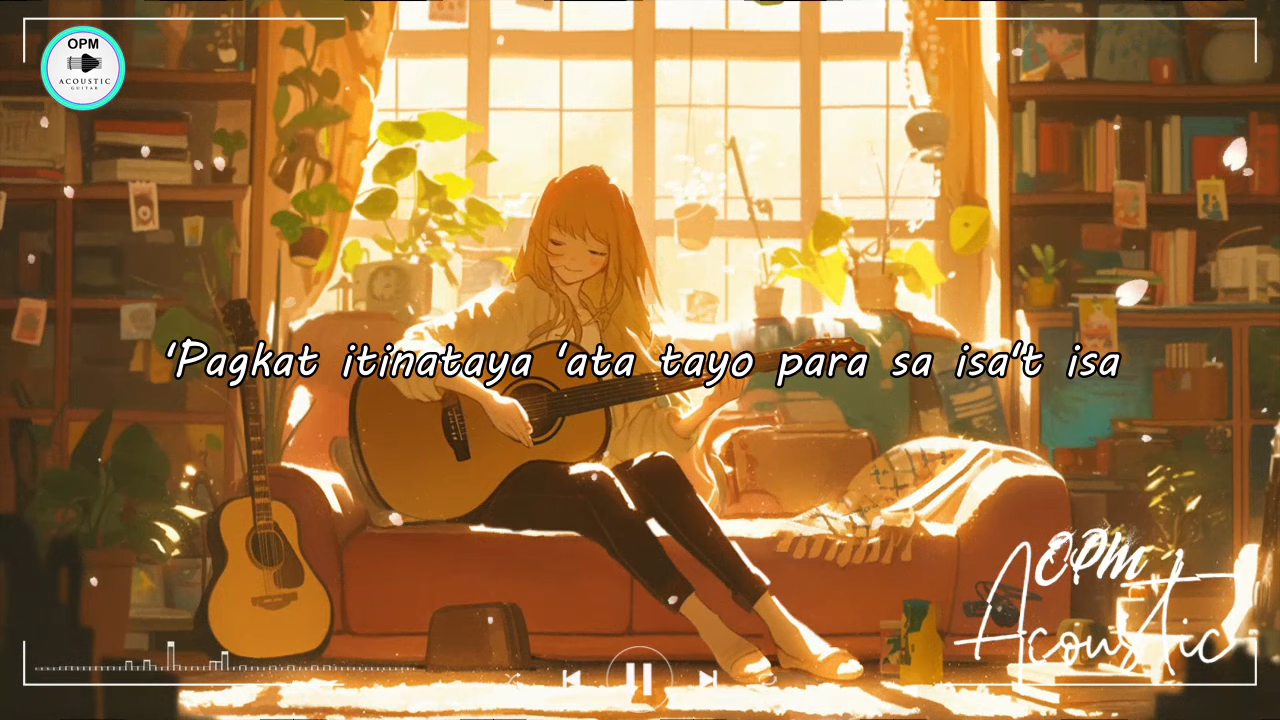 OPM
ACOUSTIC
GUITAR
‘Pagkat itinataya ‘ata tayo para sa isa‘t isa
OPM
Acoustic